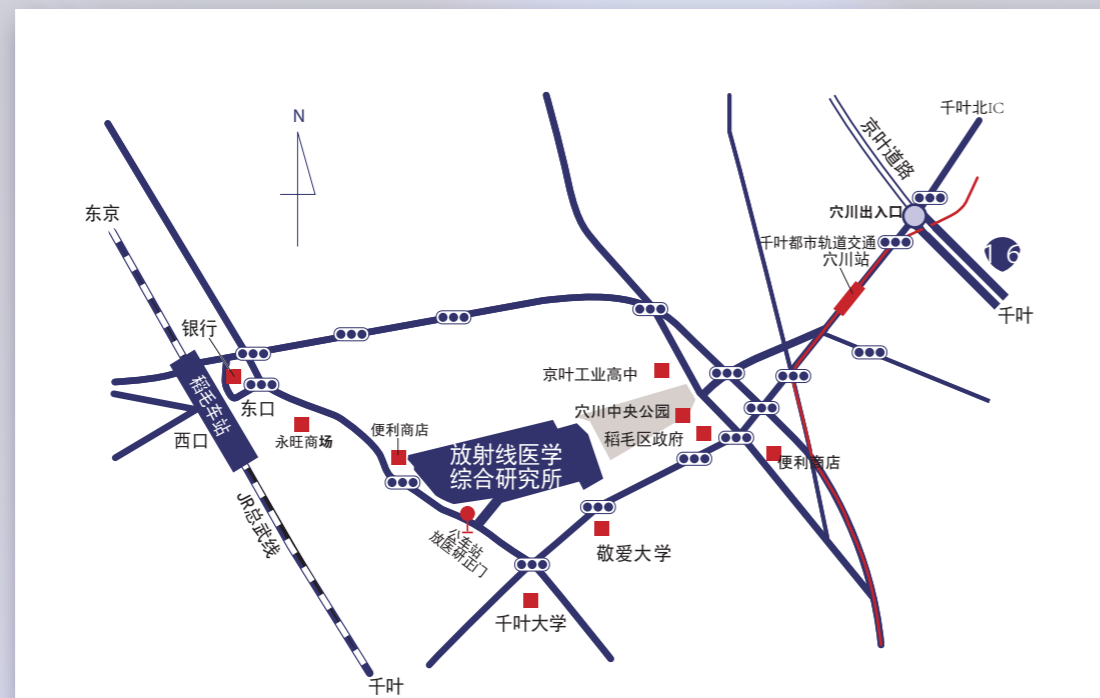 N
千叶北IC
京叶道路
东京
穴川出入口
千叶都市轨道交通
穴川站
16
千叶
银行
稻毛车站
东口
西口
永旺商场
便利商店
京叶工业高中
穴川中央公园
稻毛区政府
便利商店
放射线医学
综合研究所
JR总武线
公车站
放医研正门
敬爱大学
千叶大学
千叶